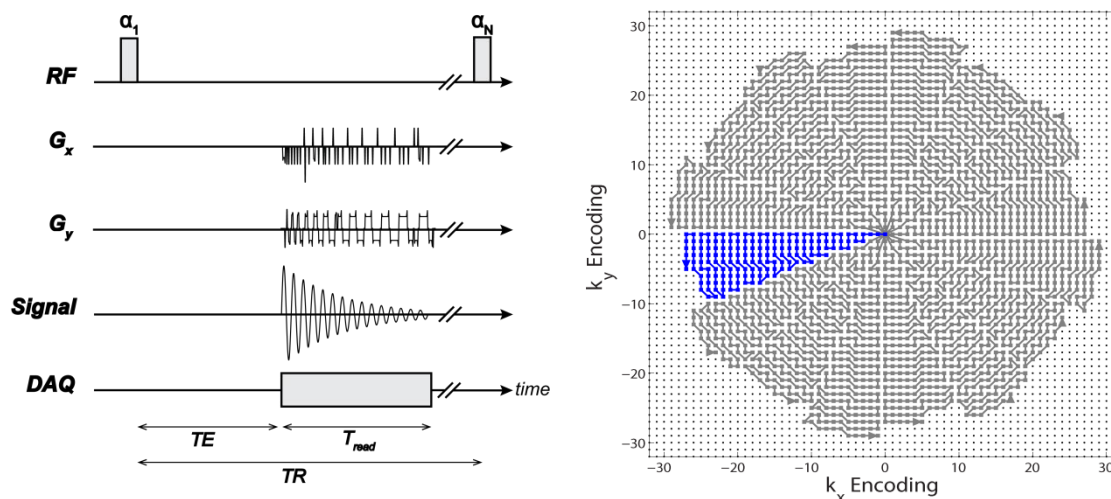 α1 αN
RF
Gx
Gy
Signal
DAQ
time
TE Tread
TR
30
20
10
0
−10
−20
−30
ky Encoding
−30 −20 −10 0 10 20 30
kx Encoding